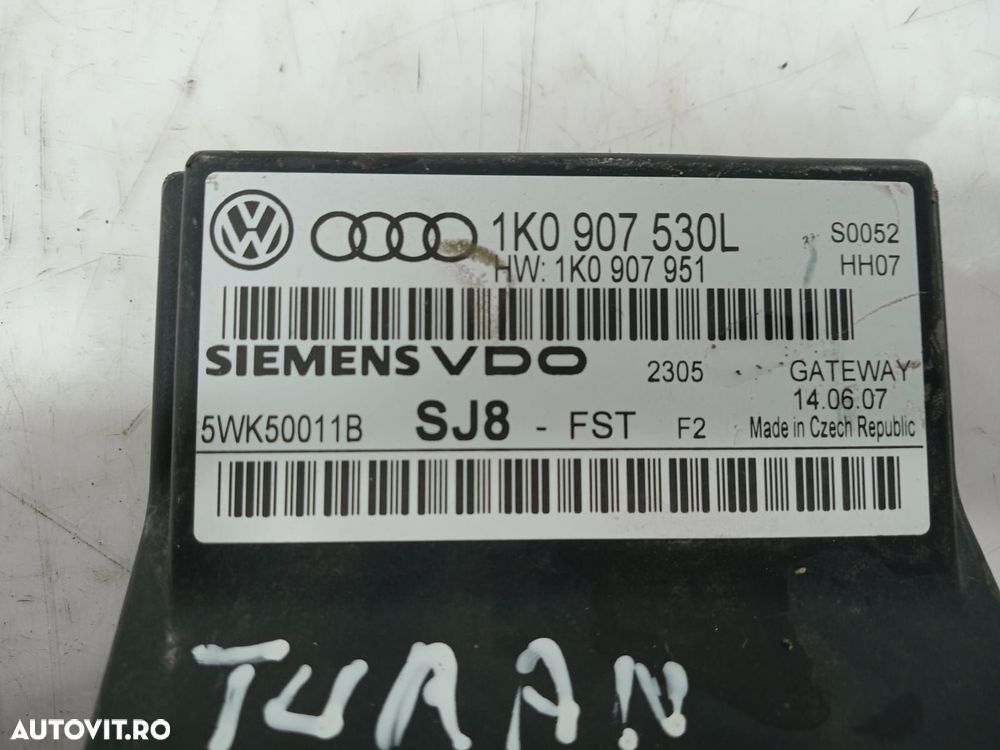 1K0 907 530L S0052
HW: 1K0 907 951 HH07
SIEMENS VDO 2305 GATEWAY
14.06.07
5WK50011B SJ8 - FST F2 Made in Czech Republic
TURAN
AUTOVIT.RO